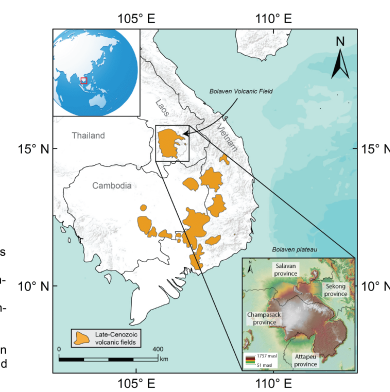 105° E
110° E
N
Bolaven Volcanic Field
Laos
Vietnam
Thailand
15° N
15° N
Cambodia
Bolaven plateau
s
Salavan
province
n-
Sekong
province
10° N
10° N
n-
Champasack
province
Late-Cenozoic
volcanic fields
n
d
0
400
km
1757 masl
51 masl
Attapeu
province
105° E
110° E